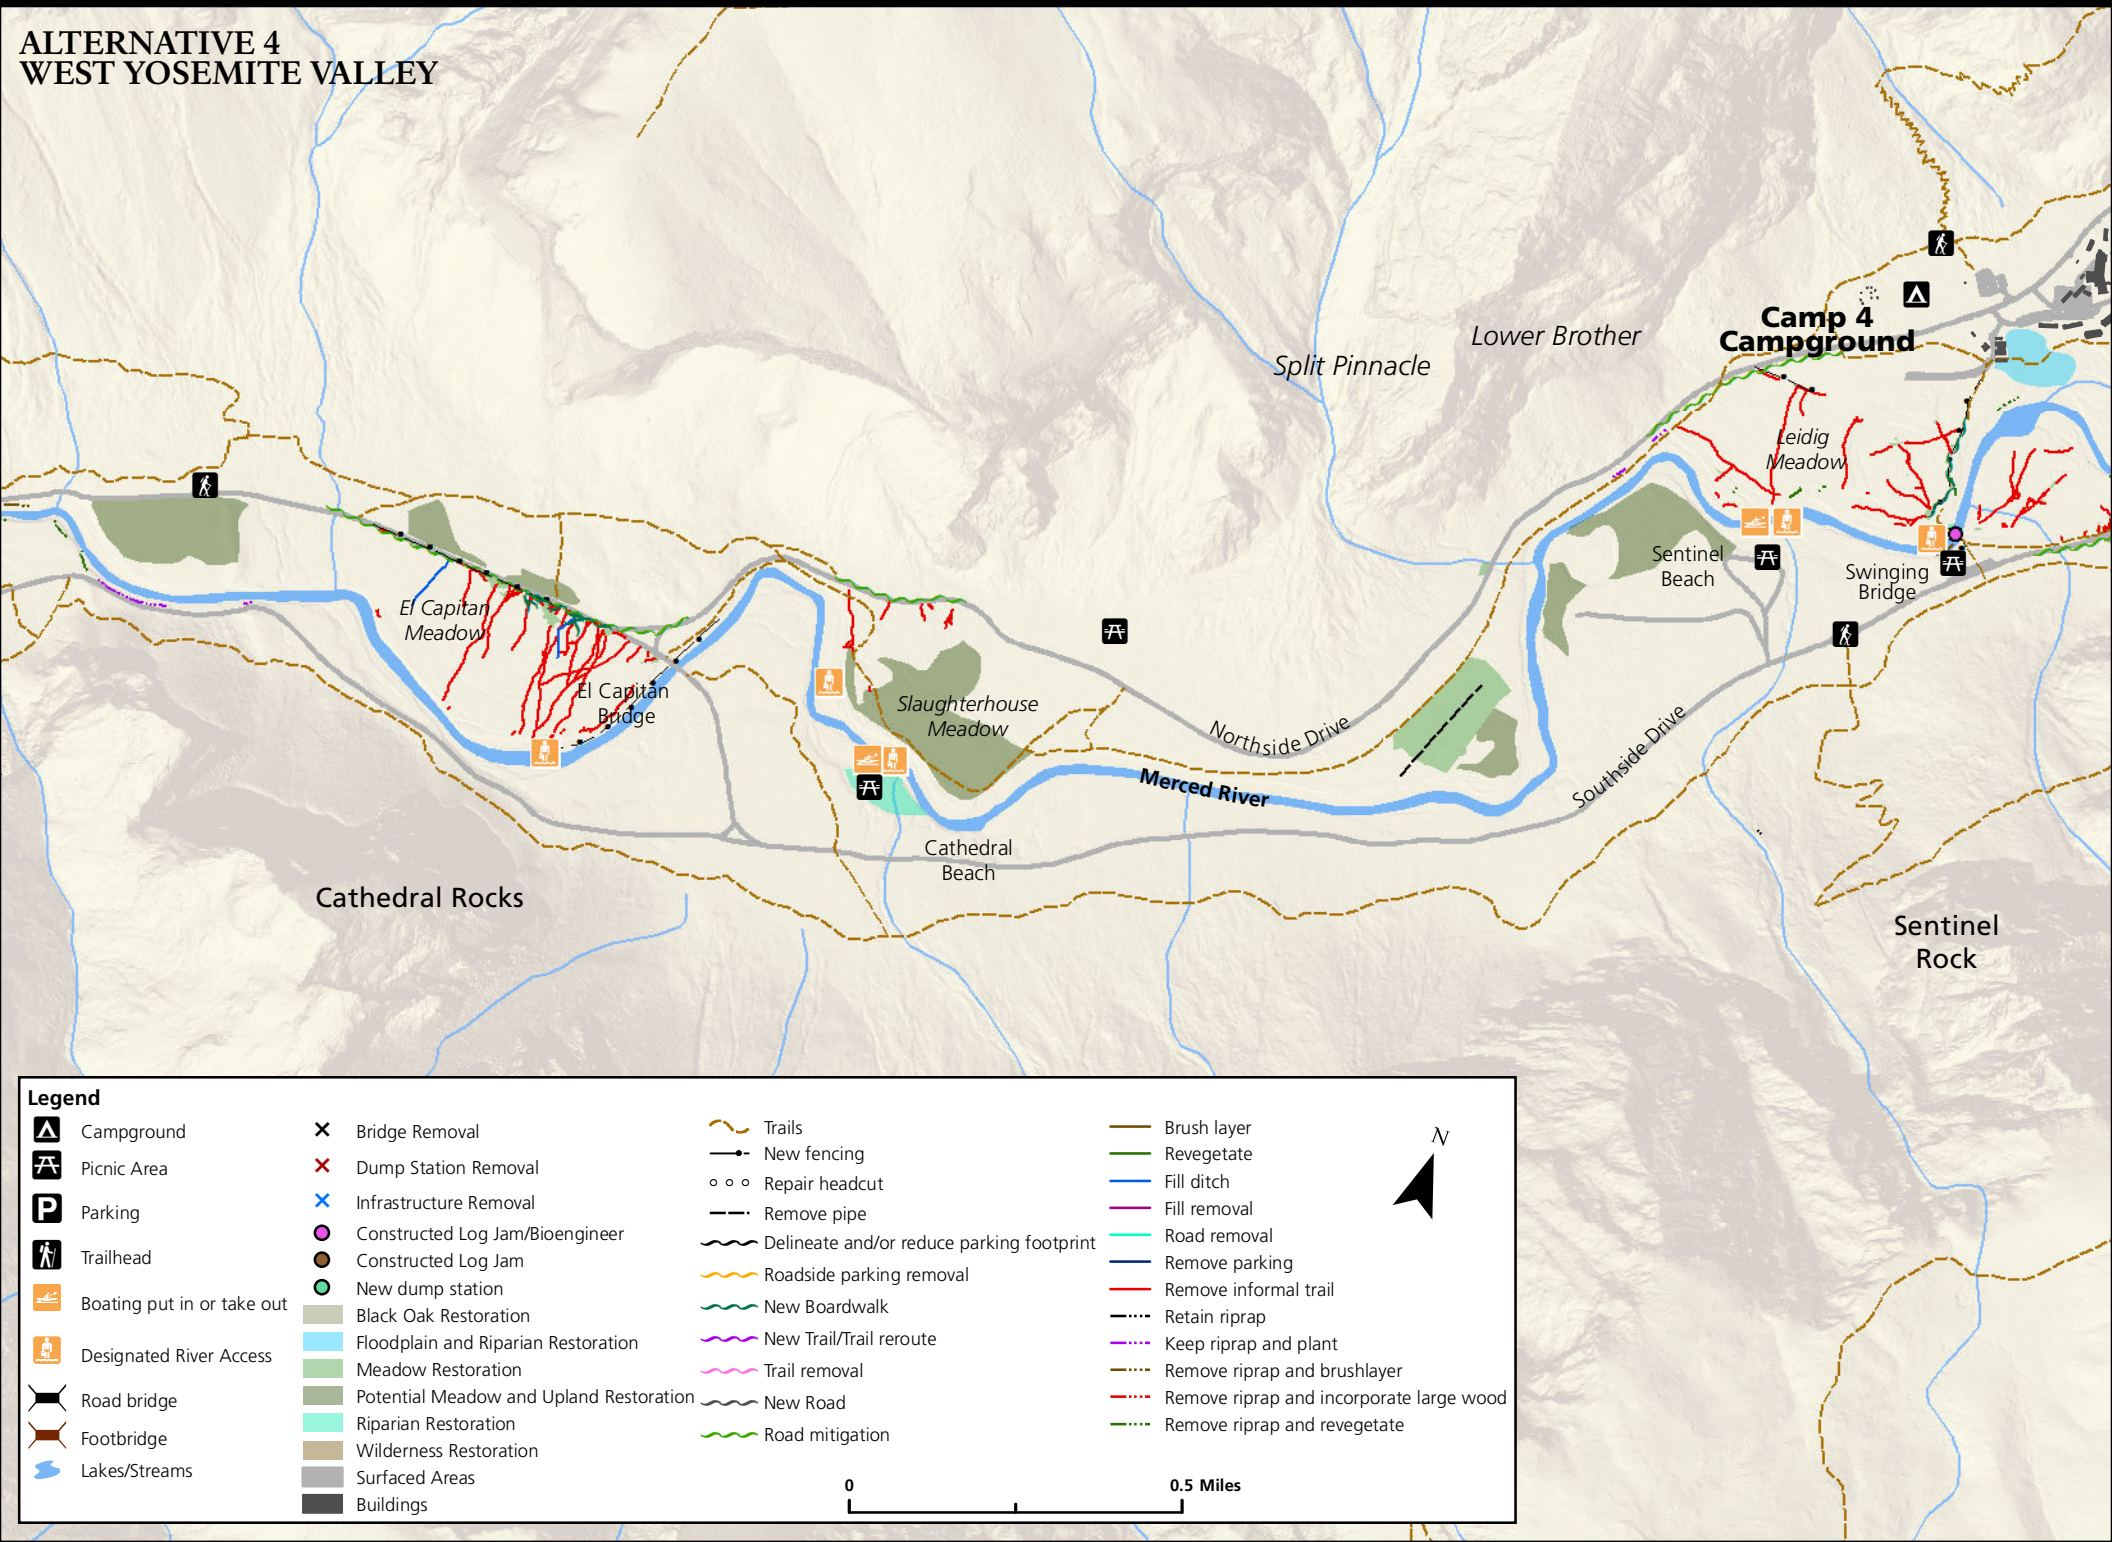 ALTERNATIVE 4
WEST YOSEMITE VALLEY
Lower Brother
Split Pinnacle
Camp 4
Campground
Leidig
Meadow
Sentinel
Beach
Swinging
Bridge
El Capitan
Meadow
El Capitan
Bridge
Slaughterhouse
Meadow
Northside Drive
Southside Drive
Merced River
Cathedral
Beach
Cathedral Rocks
Sentinel
Rock
Legend
Campground
Picnic Area
P
Parking
Trailhead
Boating put in or take out
Designated River Access
Road bridge
Footbridge
Lakes/Streams
Bridge Removal
Dump Station Removal
Infrastructure Removal
Constructed Log Jam/Bioengineer
Constructed Log Jam
New dump station
Black Oak Restoration
Floodplain and Riparian Restoration
Meadow Restoration
Potential Meadow and Upland Restoration
Riparian Restoration
Wilderness Restoration
Surfaced Areas
Buildings
Trails
New fencing
Repair headcut
Remove pipe
Delineate and/or reduce parking footprint
Roadside parking removal
New Boardwalk
New Trail/Trail reroute
Trail removal
New Road
Road mitigation
Brush layer
Revegetate
Fill ditch
Fill removal
Road removal
Remove parking
Remove informal trail
Retain riprap
Keep riprap and plant
Remove riprap and brushlayer
Remove riprap and incorporate large wood
Remove riprap and revegetate
N
0 0.5 Miles